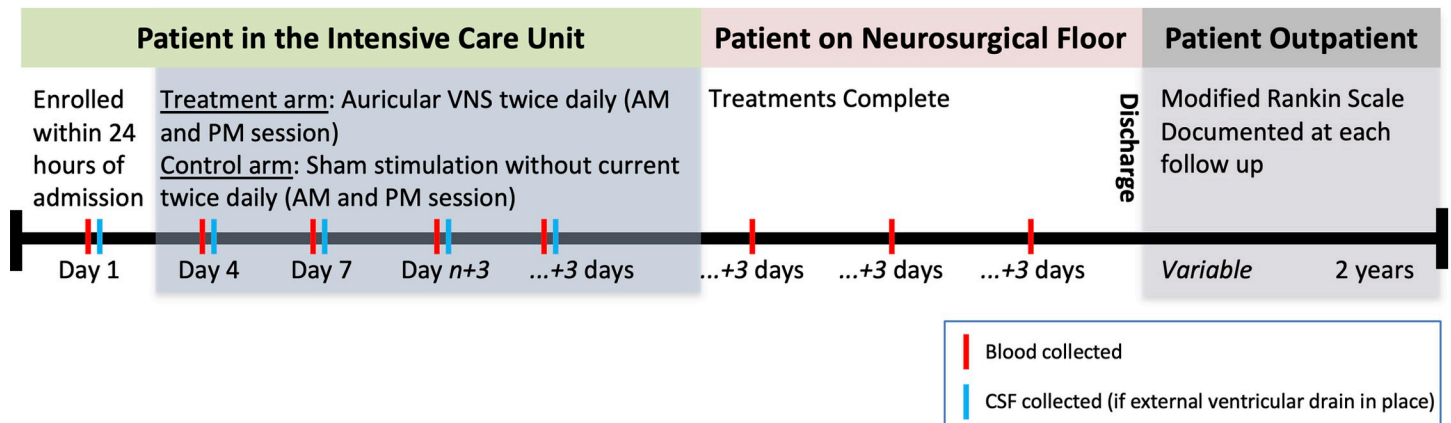 Patient in the Intensive Care Unit
Patient on Neurosurgical Floor
Patient Outpatient
Enrolled
within 24
hours of
admission
Treatment arm: Auricular VNS twice daily (AM
and PM session)
Control arm: Sham stimulation without current
twice daily (AM and PM session)
Treatments Complete
Discharge
Modified Rankin Scale
Documented at each
follow up
Day 1
Day 4
Day 7
Day n+3
...+3 days
...+3 days
...+3 days
...+3 days
Variable
2 years
Blood collected
CSF collected (if external ventricular drain in place)